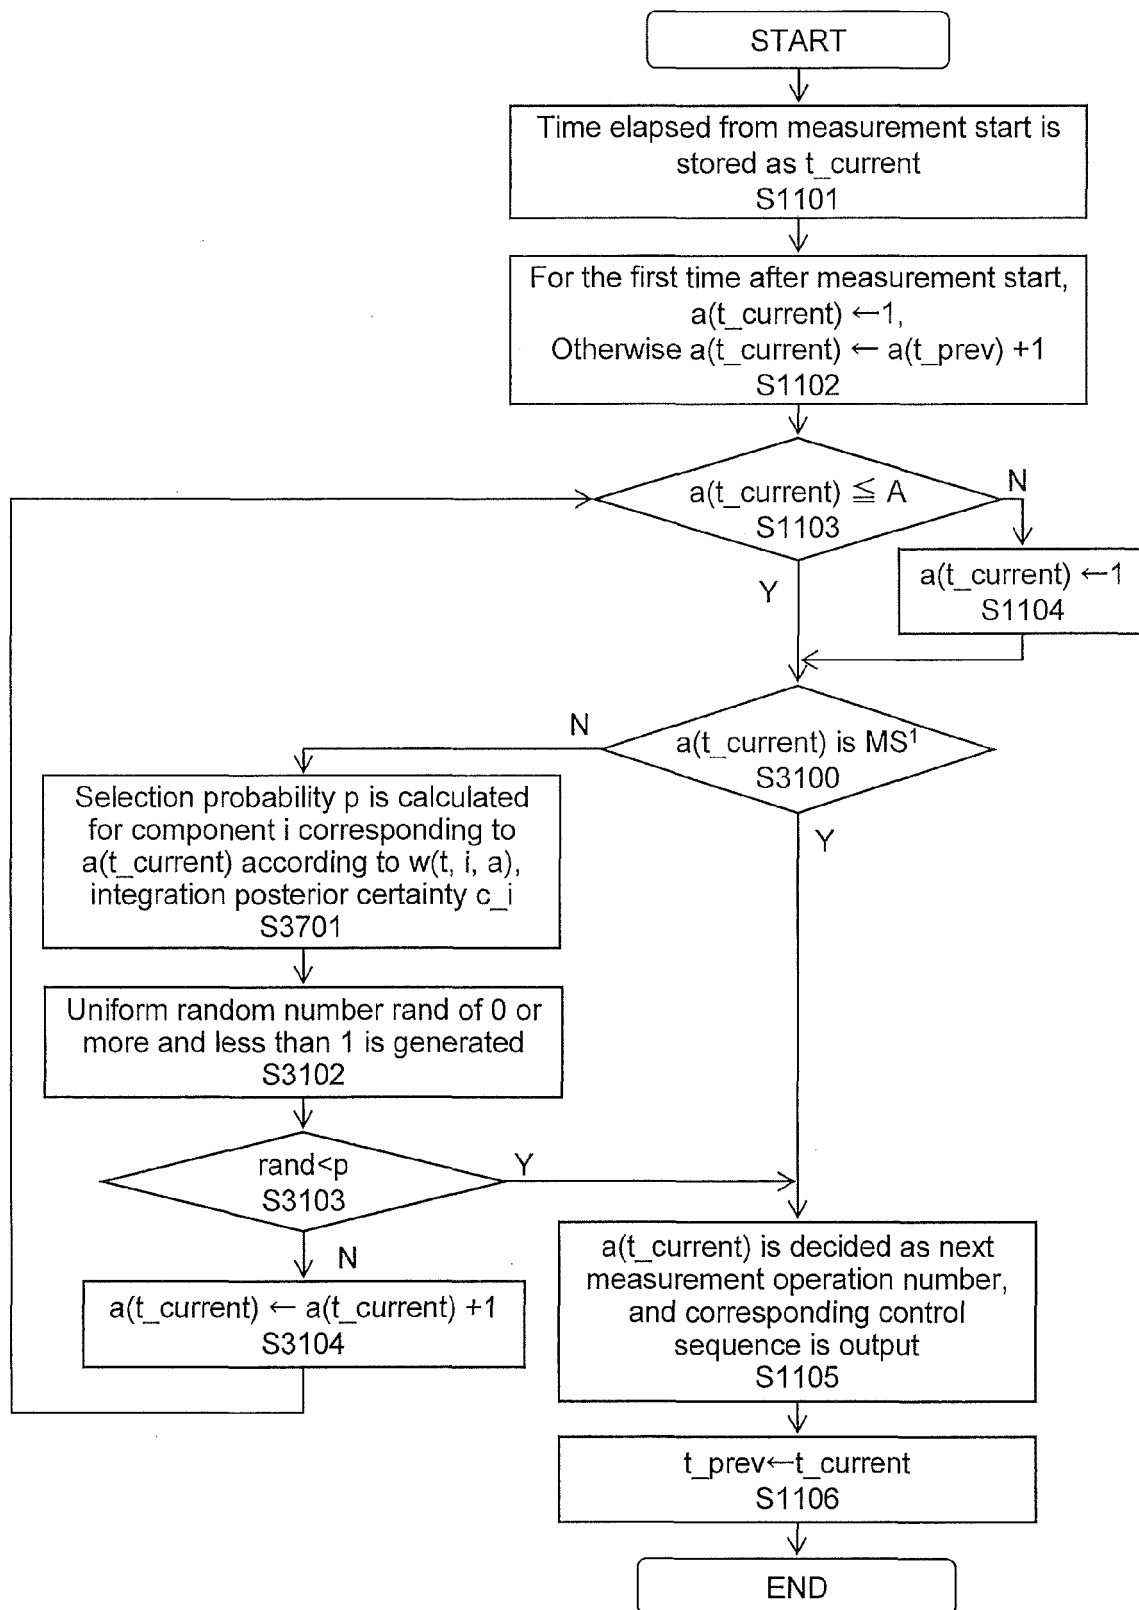 START
Time elapsed from measurement start is
stored as t_current
S1101
For the first time after measurement start,
a(t_current) ←1,
Otherwise a(t_current) ← a(t_prev) +1
S1102
a(t_current) ≦ A
S1103
N
Y
a(t_current) ←1
S1104
a(t_current) is MS¹
S3100
N
Y
Selection probability p is calculated
for component i corresponding to
a(t_current) according to w(t, i, a),
integration posterior certainty c_i
S3701
Uniform random number rand of 0 or
more and less than 1 is generated
S3102
rand<p
S3103
Y
N
a(t_current) ← a(t_current) +1
S3104
a(t_current) is decided as next
measurement operation number,
and corresponding control
sequence is output
S1105
t_prev←t_current
S1106
END